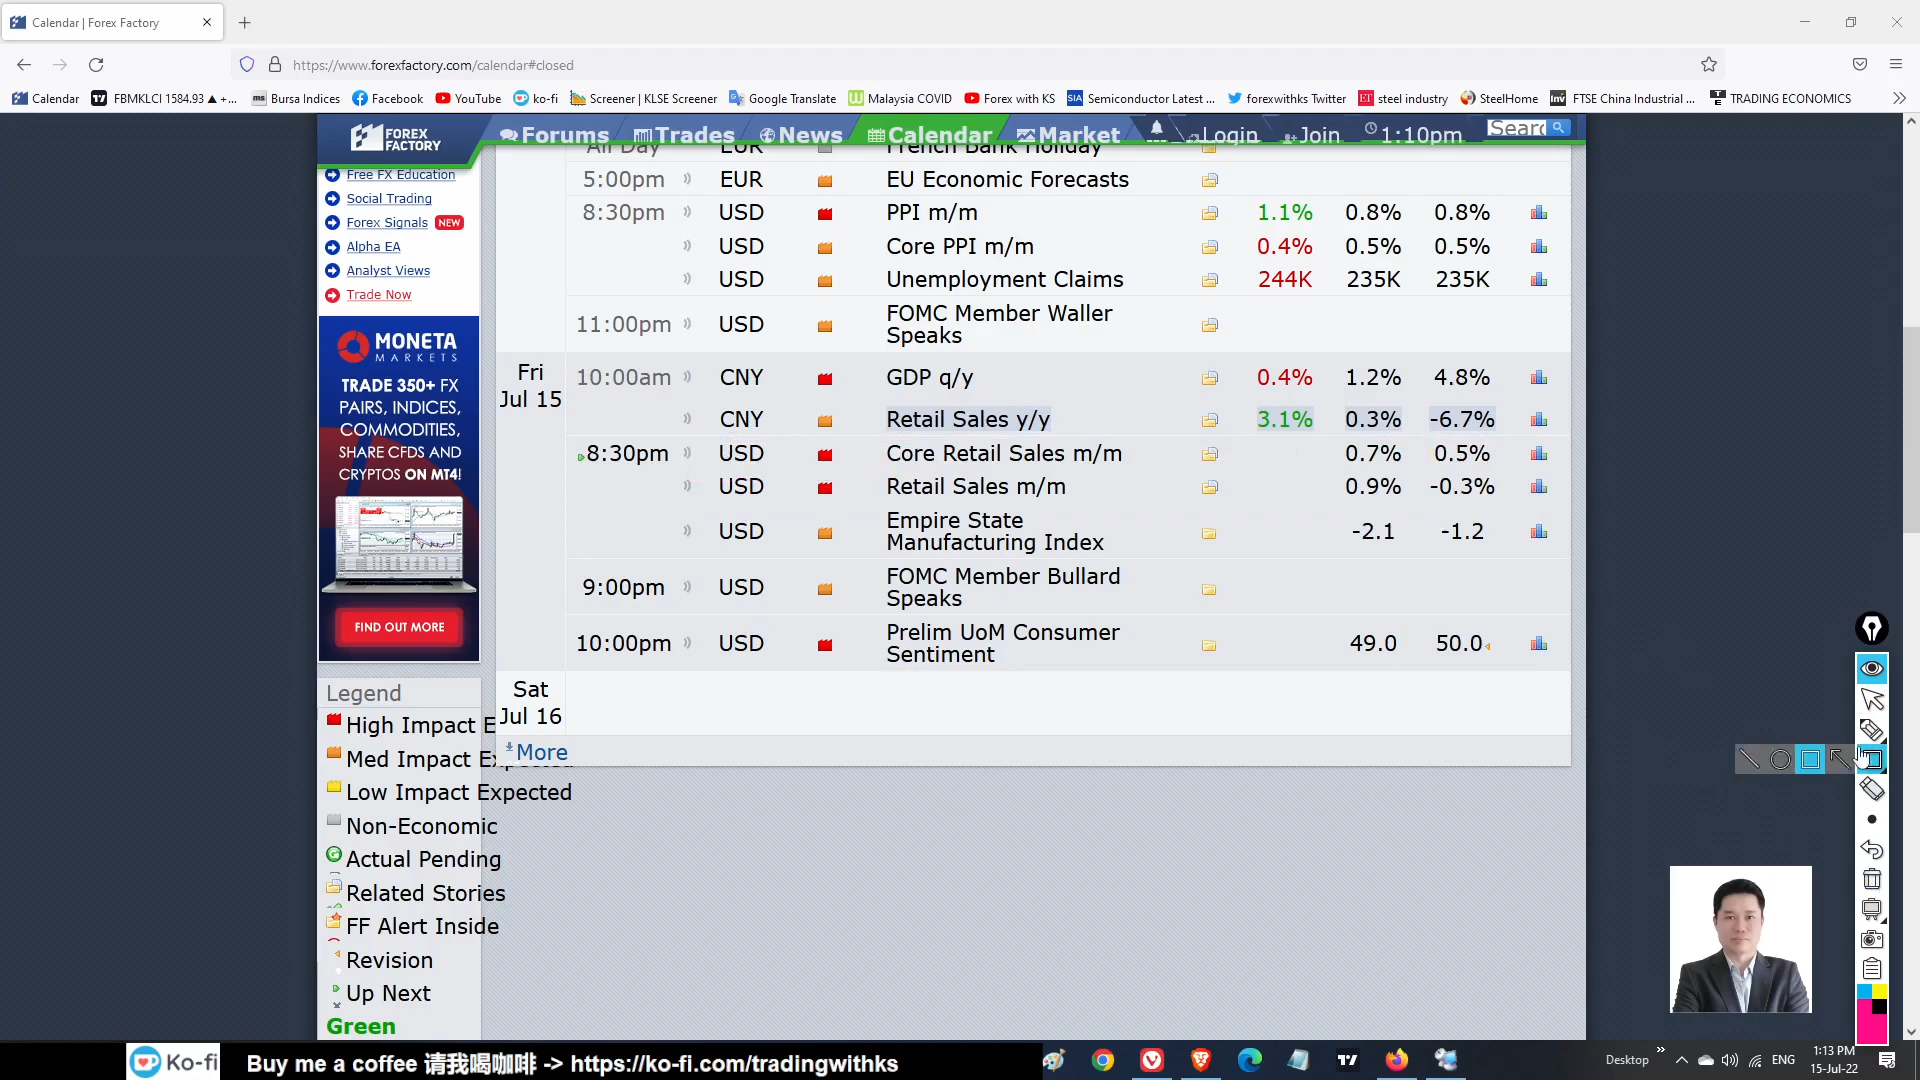 Calendar | Forex Factory
https://www.forexfactory.com/calendar#closed
Calendar
FBMKLCI 1584.93 ▲ +...
Bursa Indices
Facebook
YouTube
ko-fi
Screener | KLSE Screener
Google Translate
Malaysia COVID
Forex with KS
Semiconductor Latest ...
forexwithks Twitter
steel industry
SteelHome
FTSE China Industrial ...
TRADING ECONOMICS
FOREX FACTORY
Forums
Trades
News
Calendar
Market
Login
Join
1:10pm
Searc
Free FX Education
Social Trading
Forex Signals NEW
Alpha EA
Analyst Views
Trade Now
MONETA
MARKETS
TRADE 350+ FX
PAIRS, INDICES,
COMMODITIES,
SHARE CFDS AND
CRYPTOS ON MT4!
FIND OUT MORE
All Day EUR French Bank Holiday
5:00pm EUR EU Economic Forecasts
8:30pm USD PPI m/m 1.1% 0.8% 0.8%
USD Core PPI m/m 0.4% 0.5% 0.5%
USD Unemployment Claims 244K 235K 235K
11:00pm USD FOMC Member Waller Speaks
Fri Jul 15 10:00am CNY GDP q/y 0.4% 1.2% 4.8%
CNY Retail Sales y/y 3.1% 0.3% -6.7%
8:30pm USD Core Retail Sales m/m 0.7% 0.5%
USD Retail Sales m/m 0.9% -0.3%
USD Empire State Manufacturing Index -2.1 -1.2
9:00pm USD FOMC Member Bullard Speaks
10:00pm USD Prelim UoM Consumer Sentiment 49.0 50.0
Sat Jul 16
More
Legend
High Impact E
Med Impact Expected
Low Impact Expected
Non-Economic
Actual Pending
Related Stories
FF Alert Inside
Revision
Up Next
Green
Ko-fi
Buy me a coffee 请我喝咖啡 -> https://ko-fi.com/tradingwithks
Desktop
ENG
1:13 PM
15-Jul-22